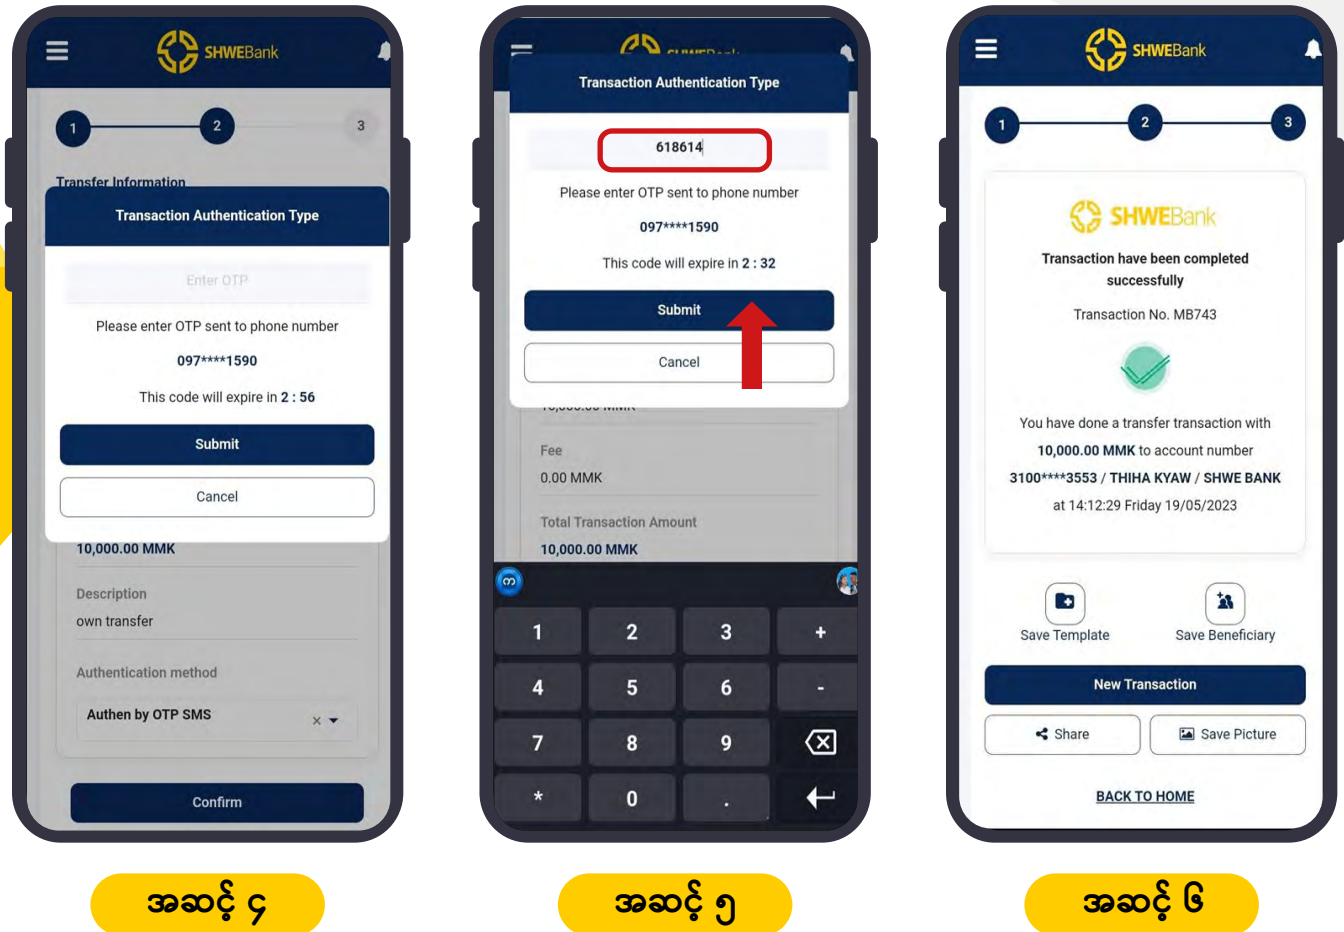 SHWEBank
1
2
3
Transfer Information
Transaction Authentication Type
Enter OTP
Please enter OTP sent to phone number
097****1590
This code will expire in 2 : 56
Submit
Cancel
10,000.00 MMK
Description
own transfer
Authentication method
Authen by OTP SMS
Confirm
အဆင့် ၄
SHWEBank
Transaction Authentication Type
618614
Please enter OTP sent to phone number
097****1590
This code will expire in 2 : 32
Submit
Cancel
10,000.00 MMK
Fee
0.00 MMK
Total Transaction Amount
10,000.00 MMK
က
1 2 3 +
4 5 6 -
7 8 9
* 0 .
အဆင့် ၅
SHWEBank
1
2
3
SHWEBank
Transaction have been completed
successfully
Transaction No. MB743
You have done a transfer transaction with
10,000.00 MMK to account number
3100****3553 / THIHA KYAW / SHWE BANK
at 14:12:29 Friday 19/05/2023
Save Template
Save Beneficiary
New Transaction
Share
Save Picture
BACK TO HOME
အဆင့် ၆